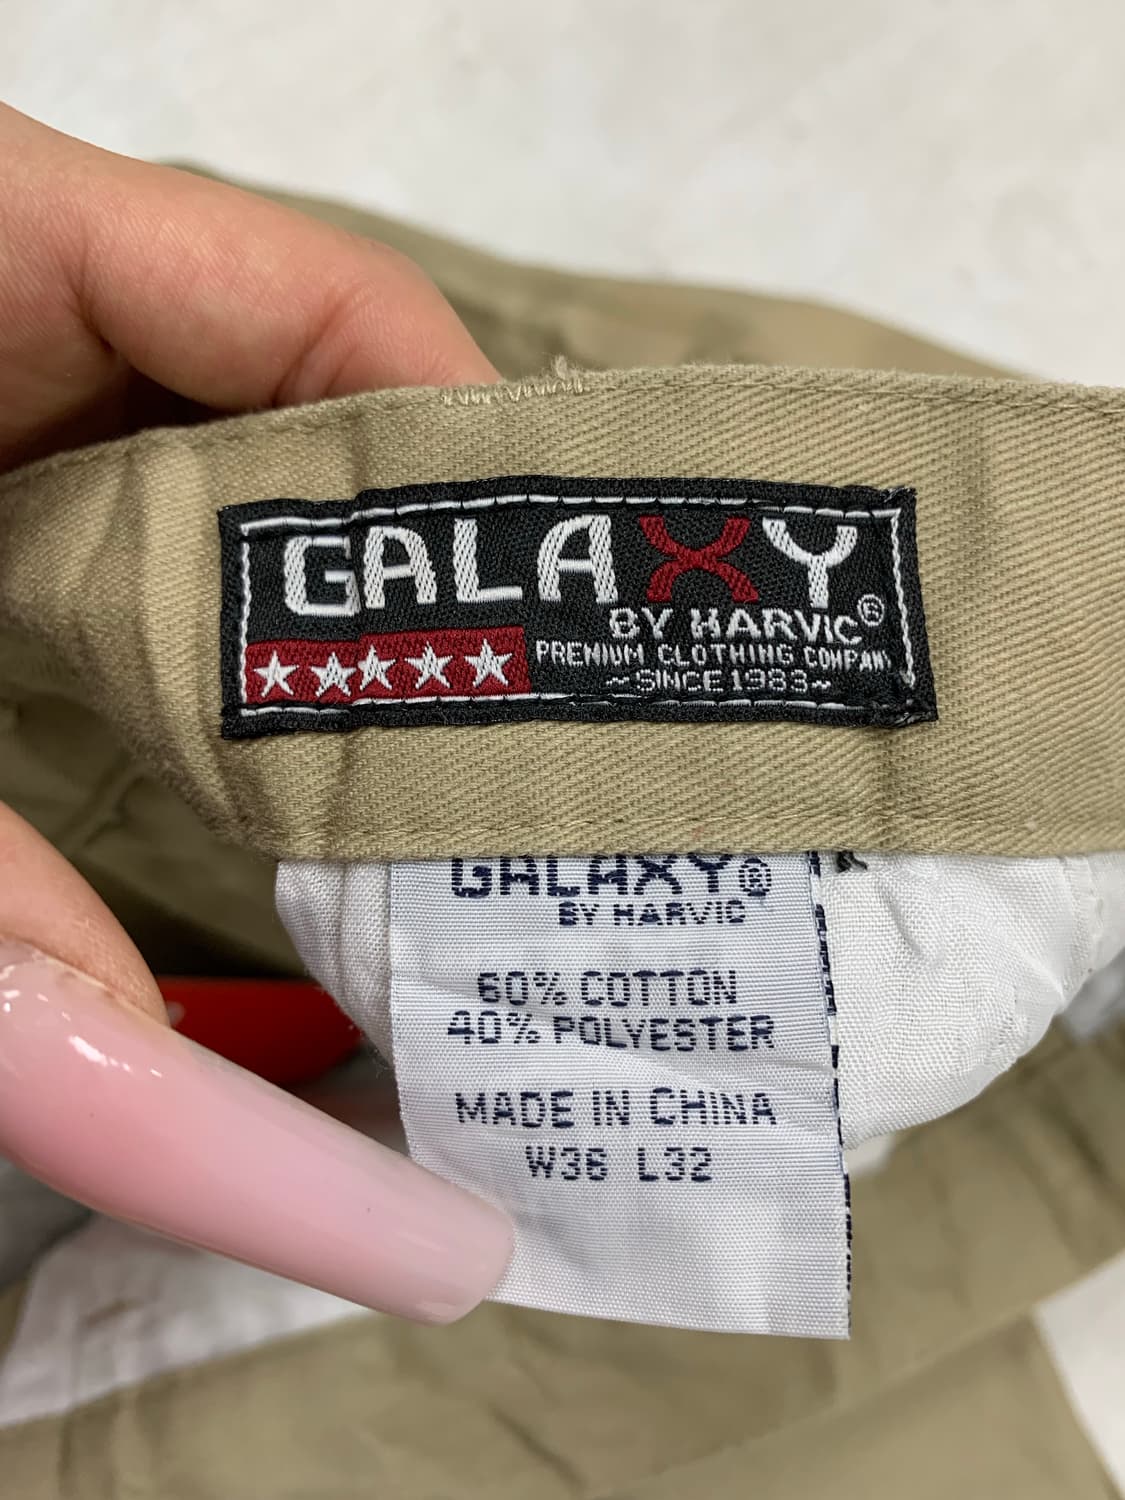 GALAXY
BY HARVIC®
PREMIUM CLOTHING COMPANY
~SINCE 1983~
GALAXY®
BY HARVIC
60% COTTON
40% POLYESTER
MADE IN CHINA
W36 L32